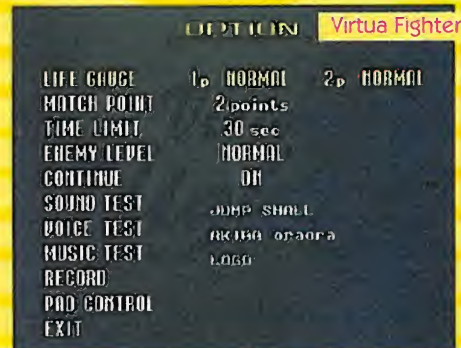 OPTION
Virtua Fighter
LIFE GAUGE 1p NORMAL 2p NORMAL
MATCH POINT 2points
TIME LIMIT 30 sec
ENEMY LEVEL NORMAL
CONTINUE ON
SOUND TEST JUMP SMALL
VOICE TEST AKIRA oraora
MUSIC TEST LOGO
RECORD
PAD CONTROL
EXIT